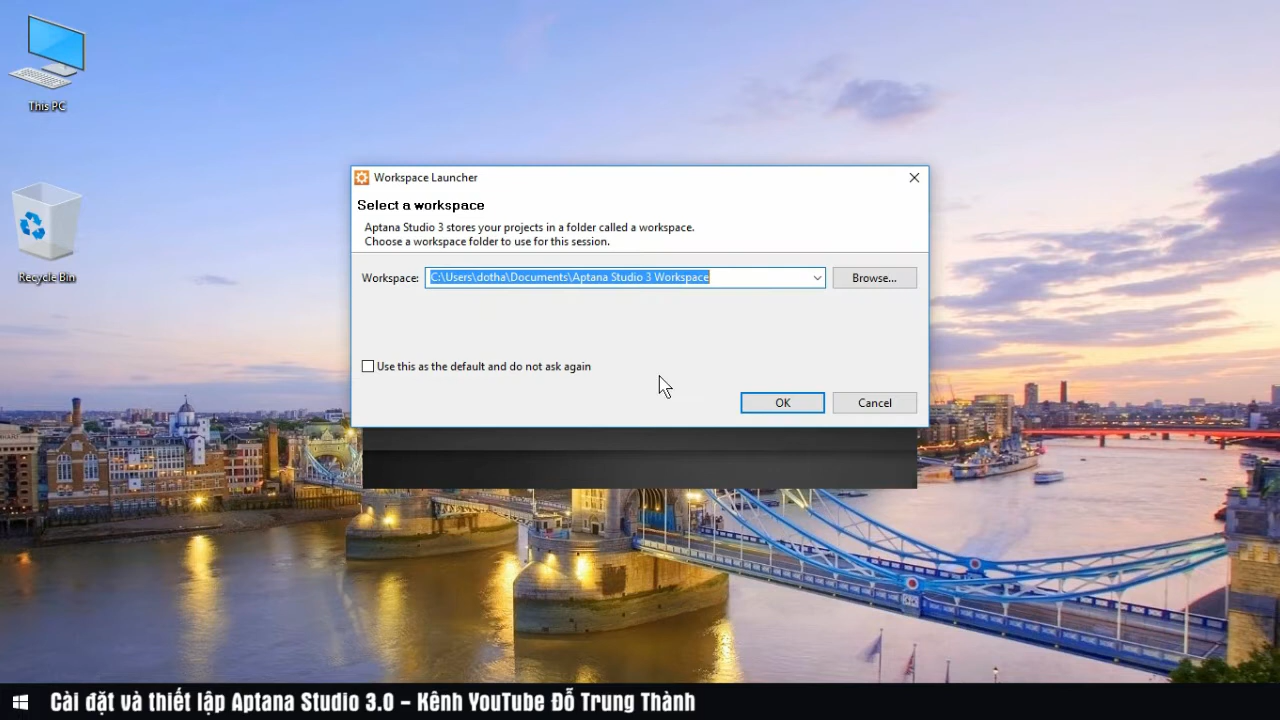 This PC
Recycle Bin
Workspace Launcher
Select a workspace
Aptana Studio 3 stores your projects in a folder called a workspace.
Choose a workspace folder to use for this session.
Workspace:
C:\Users\dotha\Documents\Aptana Studio 3 Workspace
Browse...
Use this as the default and do not ask again
OK
Cancel
Cài đặt và thiết lập Aptana Studio 3.0 – Kênh YouTube Đỗ Trung Thành